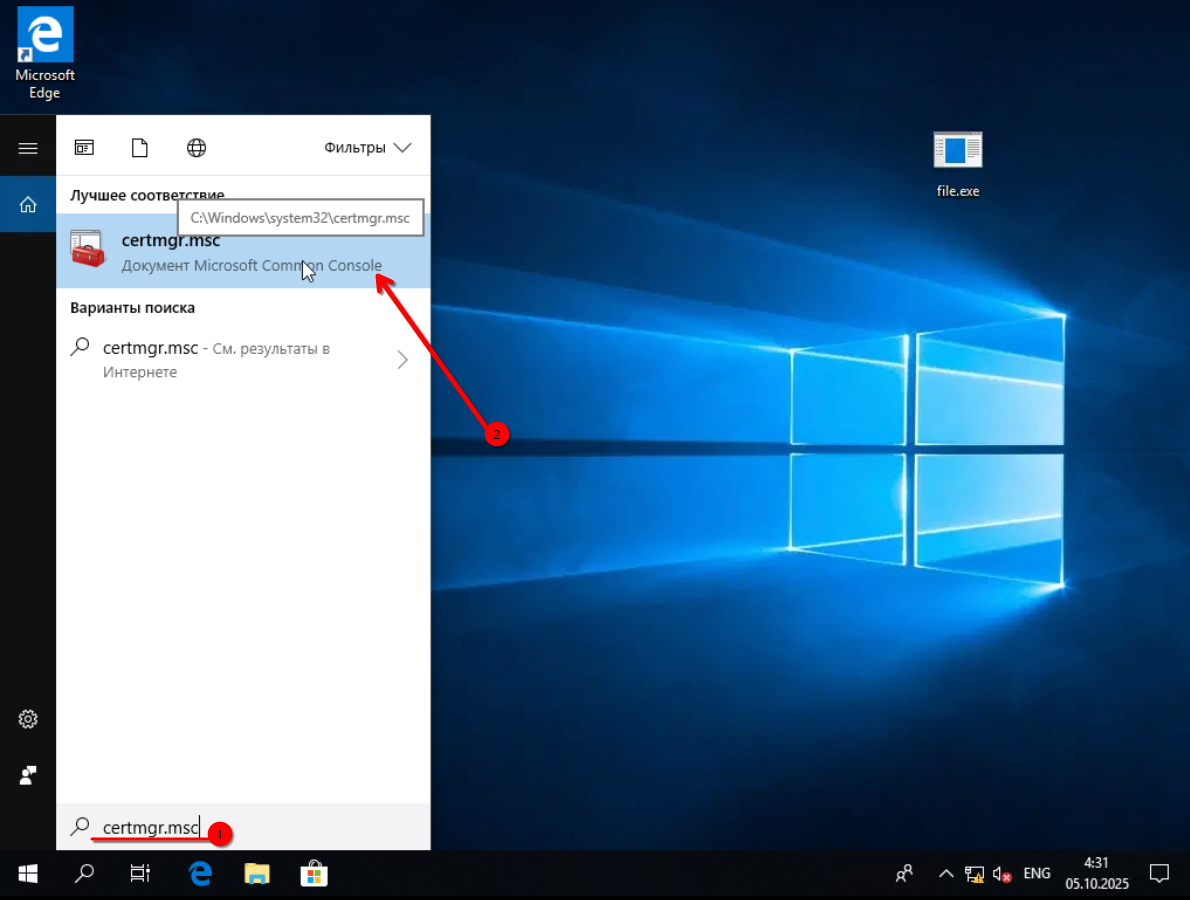 Microsoft
Edge
Фильтры
Лучшее соответствие
C:\Windows\system32\certmgr.msc
certmgr.msc
Документ Microsoft Common Console
Варианты поиска
certmgr.msc - См. результаты в
Интернете
2
file.exe
certmgr.msc
1
ENG
4:31
05.10.2025